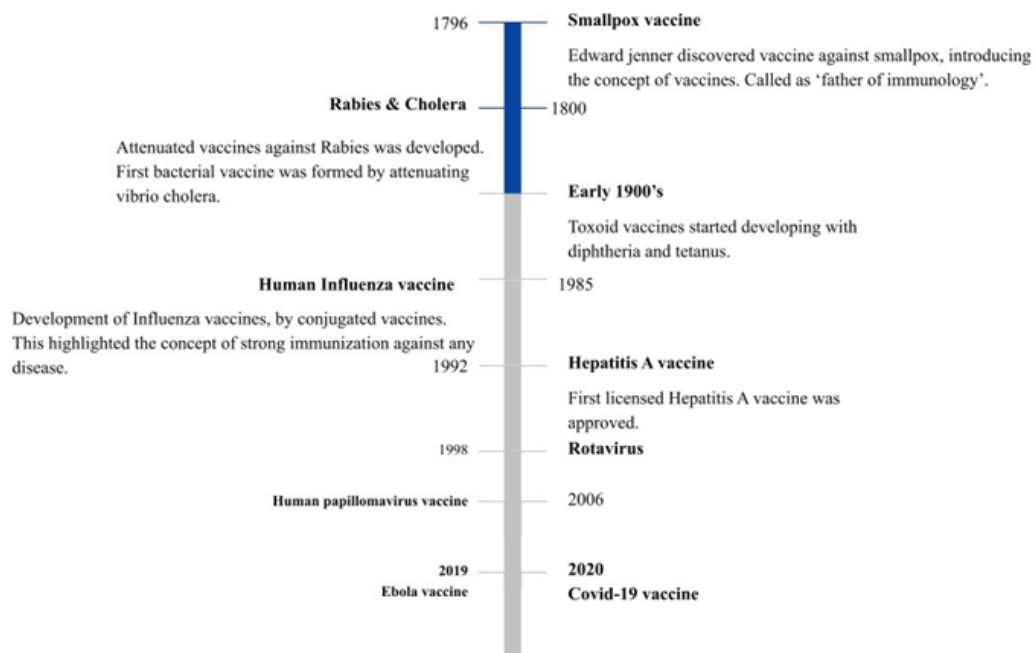 1796
Smallpox vaccine
Edward jenner discovered vaccine against smallpox, introducing
the concept of vaccines. Called as ‘father of immunology’.
Rabies & Cholera
1800
Attenuated vaccines against Rabies was developed.
First bacterial vaccine was formed by attenuating
vibrio cholera.
Early 1900’s
Toxoid vaccines started developing with
diphtheria and tetanus.
Human Influenza vaccine
1985
Development of Influenza vaccines, by conjugated vaccines.
This highlighted the concept of strong immunization against any
disease.
1992
Hepatitis A vaccine
First licensed Hepatitis A vaccine was
approved.
1998
Rotavirus
Human papillomavirus vaccine
2006
2019
Ebola vaccine
2020
Covid-19 vaccine